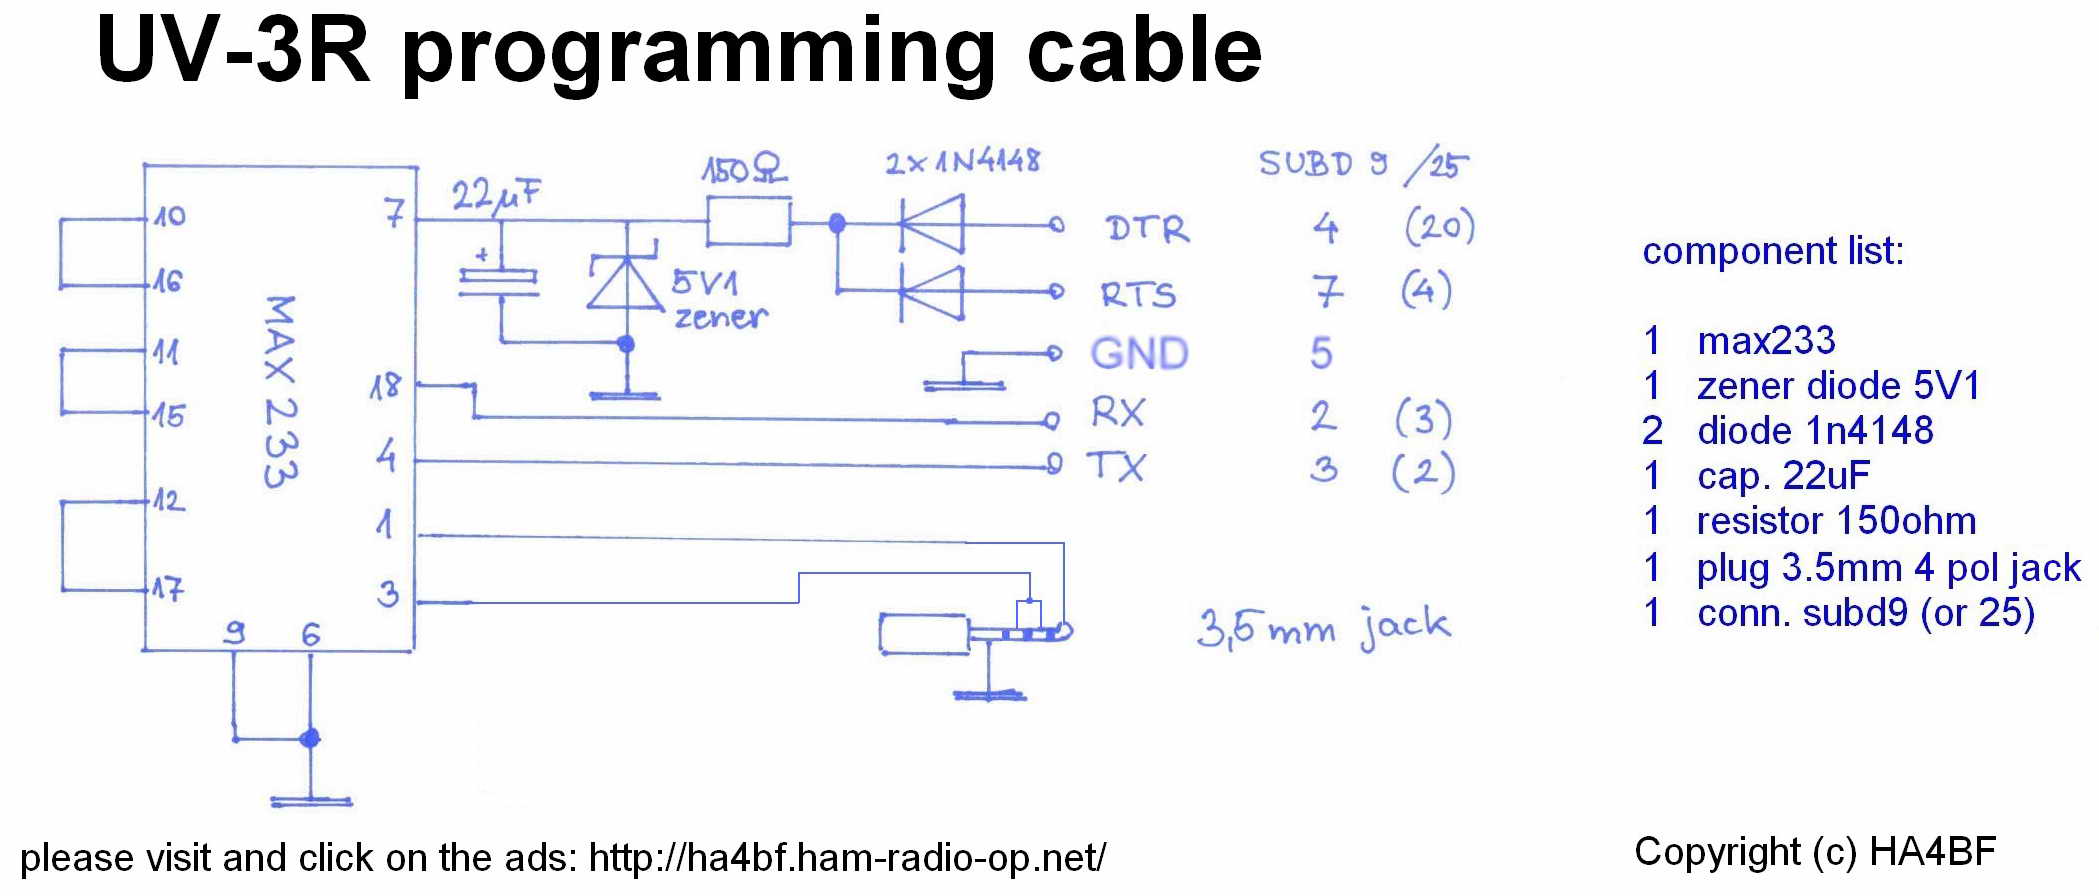 UV-3R programming cable
150Ω
2x1N4148
SUBD 9 /25
22µF
10
7
DTR 4 (20)
+
16
5V1
zener
RTS 7 (4)
11
GND 5
18
15
RX 2 (3)
4
TX 3 (2)
MAX 233
12
1
17
3
9 6
3,5 mm jack
component list:
1 max233
1 zener diode 5V1
2 diode 1n4148
1 cap. 22uF
1 resistor 150ohm
1 plug 3.5mm 4 pol jack
1 conn. subd9 (or 25)
please visit and click on the ads: http://ha4bf.ham-radio-op.net/
Copyright (c) HA4BF